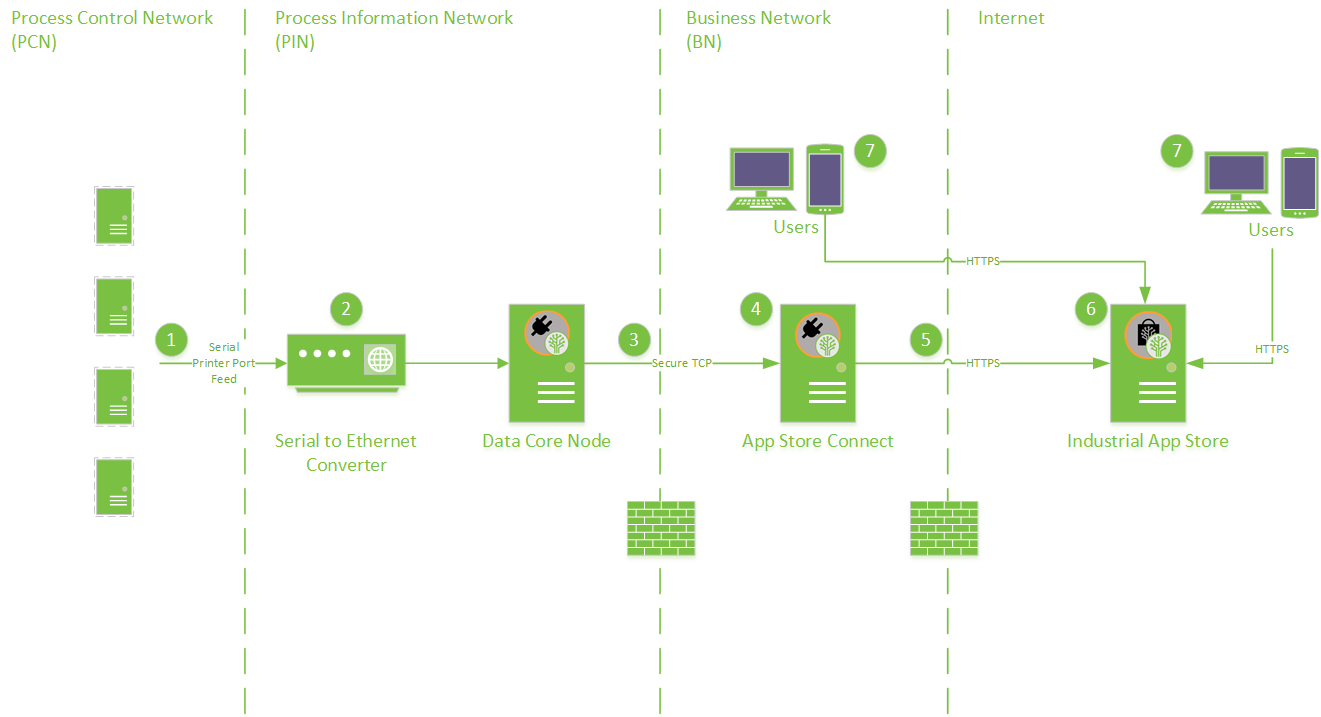 Process Control Network
(PCN)
Process Information Network
(PIN)
Business Network
(BN)
Internet
7
7
Users
Users
HTTPS
1
2
3
4
5
6
Serial
Printer Port
Feed
Secure TCP
HTTPS
HTTPS
Serial to Ethernet
Converter
Data Core Node
App Store Connect
Industrial App Store